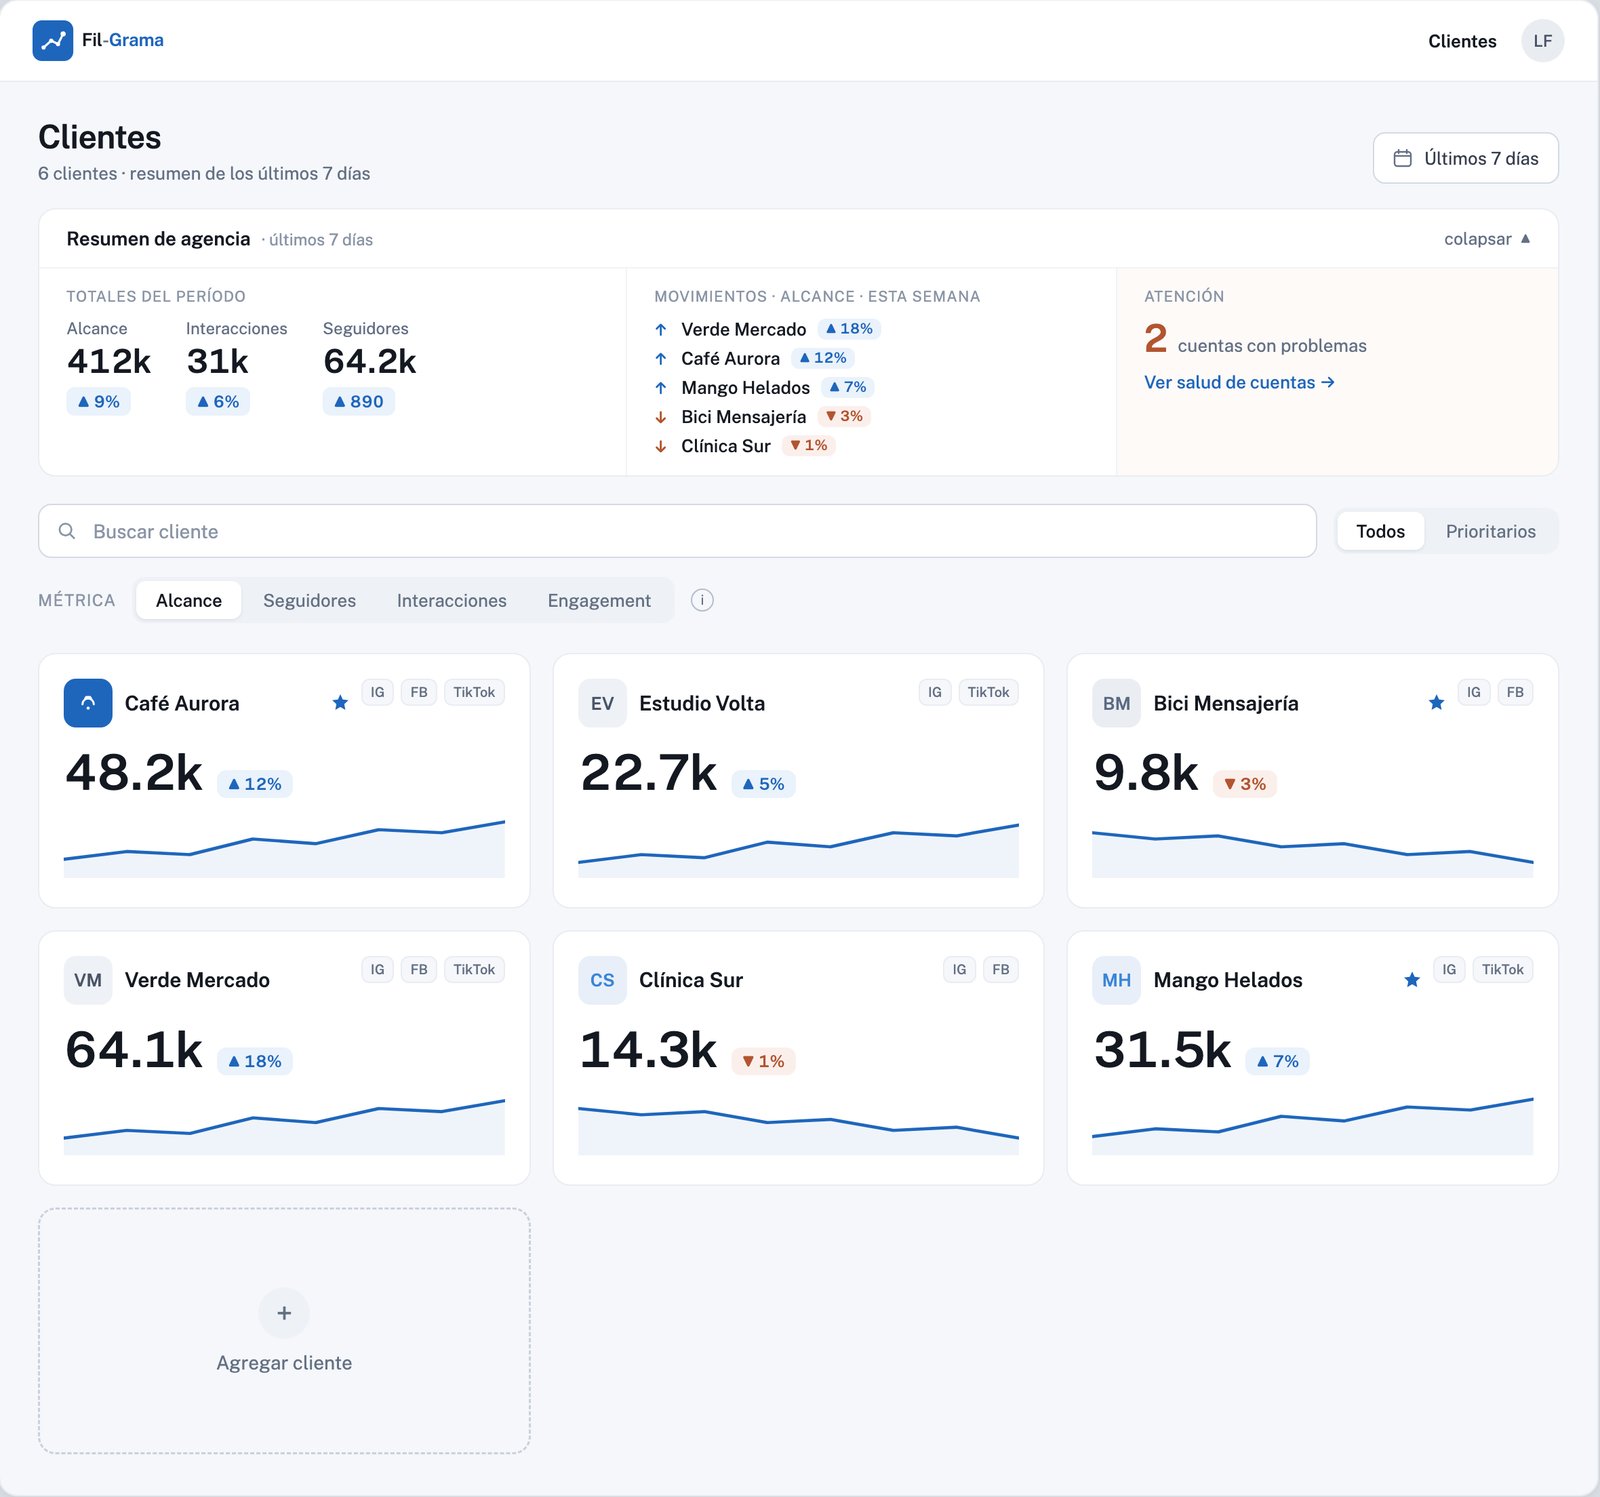 Fil-Grama
Clientes
LF
Clientes
6 clientes · resumen de los últimos 7 días
Últimos 7 días
Resumen de agencia · últimos 7 días
colapsar ▲
TOTALES DEL PERÍODO
Alcance
412k
▲ 9%
Interacciones
31k
▲ 6%
Seguidores
64.2k
▲ 890
MOVIMIENTOS · ALCANCE · ESTA SEMANA
↑ Verde Mercado ▲ 18%
↑ Café Aurora ▲ 12%
↑ Mango Helados ▲ 7%
↓ Bici Mensajería ▼ 3%
↓ Clínica Sur ▼ 1%
ATENCIÓN
2 cuentas con problemas
Ver salud de cuentas →
Buscar cliente
Todos
Prioritarios
MÉTRICA
Alcance
Seguidores
Interacciones
Engagement
i
Café Aurora ★ IG FB TikTok
48.2k ▲ 12%
EV Estudio Volta IG TikTok
22.7k ▲ 5%
BM Bici Mensajería ★ IG FB
9.8k ▼ 3%
VM Verde Mercado IG FB TikTok
64.1k ▲ 18%
CS Clínica Sur IG FB
14.3k ▼ 1%
MH Mango Helados ★ IG TikTok
31.5k ▲ 7%
+
Agregar cliente